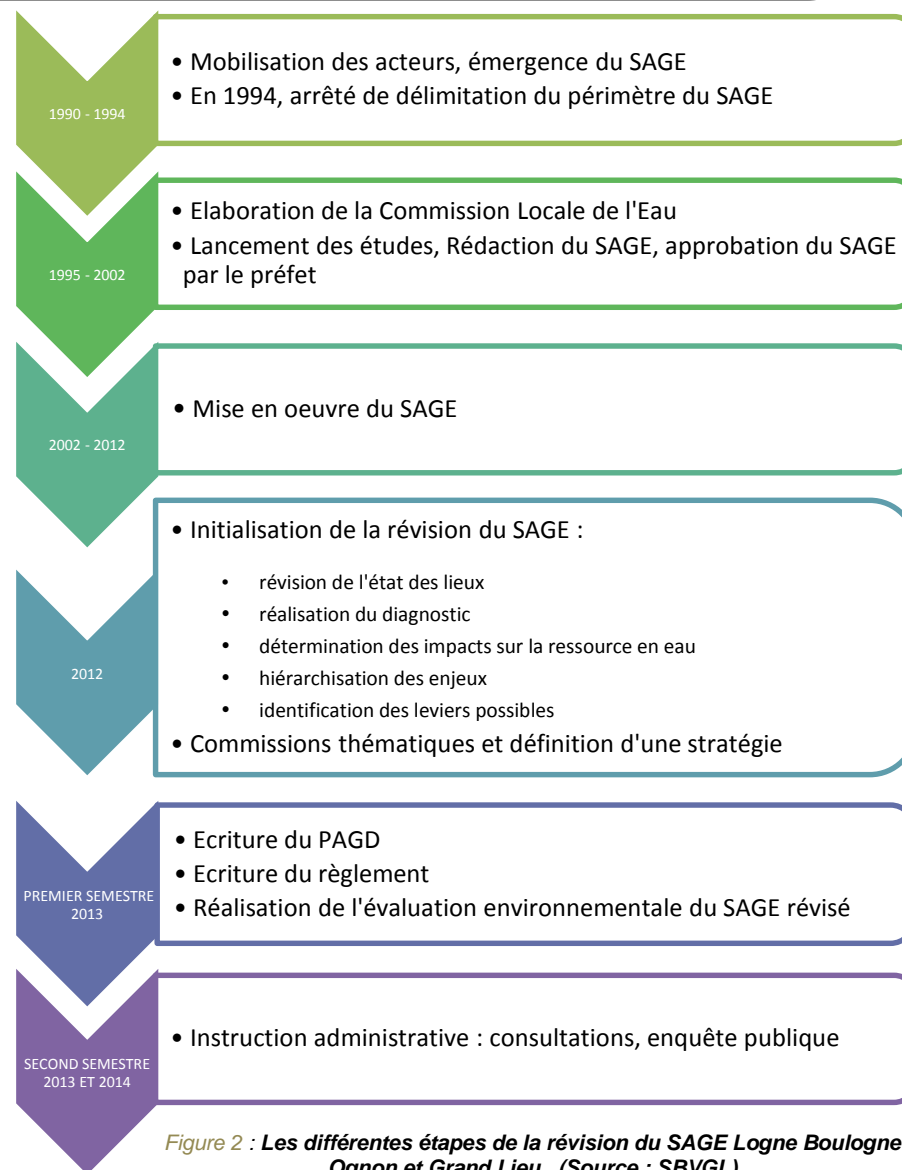 1990 - 1994
• Mobilisation des acteurs, émergence du SAGE
• En 1994, arrêté de délimitation du périmètre du SAGE
1995 - 2002
• Elaboration de la Commission Locale de l'Eau
• Lancement des études, Rédaction du SAGE, approbation du SAGE
par le préfet
2002 - 2012
• Mise en oeuvre du SAGE
2012
• Initialisation de la révision du SAGE :
• révision de l'état des lieux
• réalisation du diagnostic
• détermination des impacts sur la ressource en eau
• hiérarchisation des enjeux
• identification des leviers possibles
• Commissions thématiques et définition d'une stratégie
PREMIER SEMESTRE
2013
• Ecriture du PAGD
• Ecriture du règlement
• Réalisation de l'évaluation environnementale du SAGE révisé
SECOND SEMESTRE
2013 ET 2014
• Instruction administrative : consultations, enquête publique
Figure 2 : Les différentes étapes de la révision du SAGE Logne Boulogne
Ognon et Grand Lieu (Source : SBVGL)